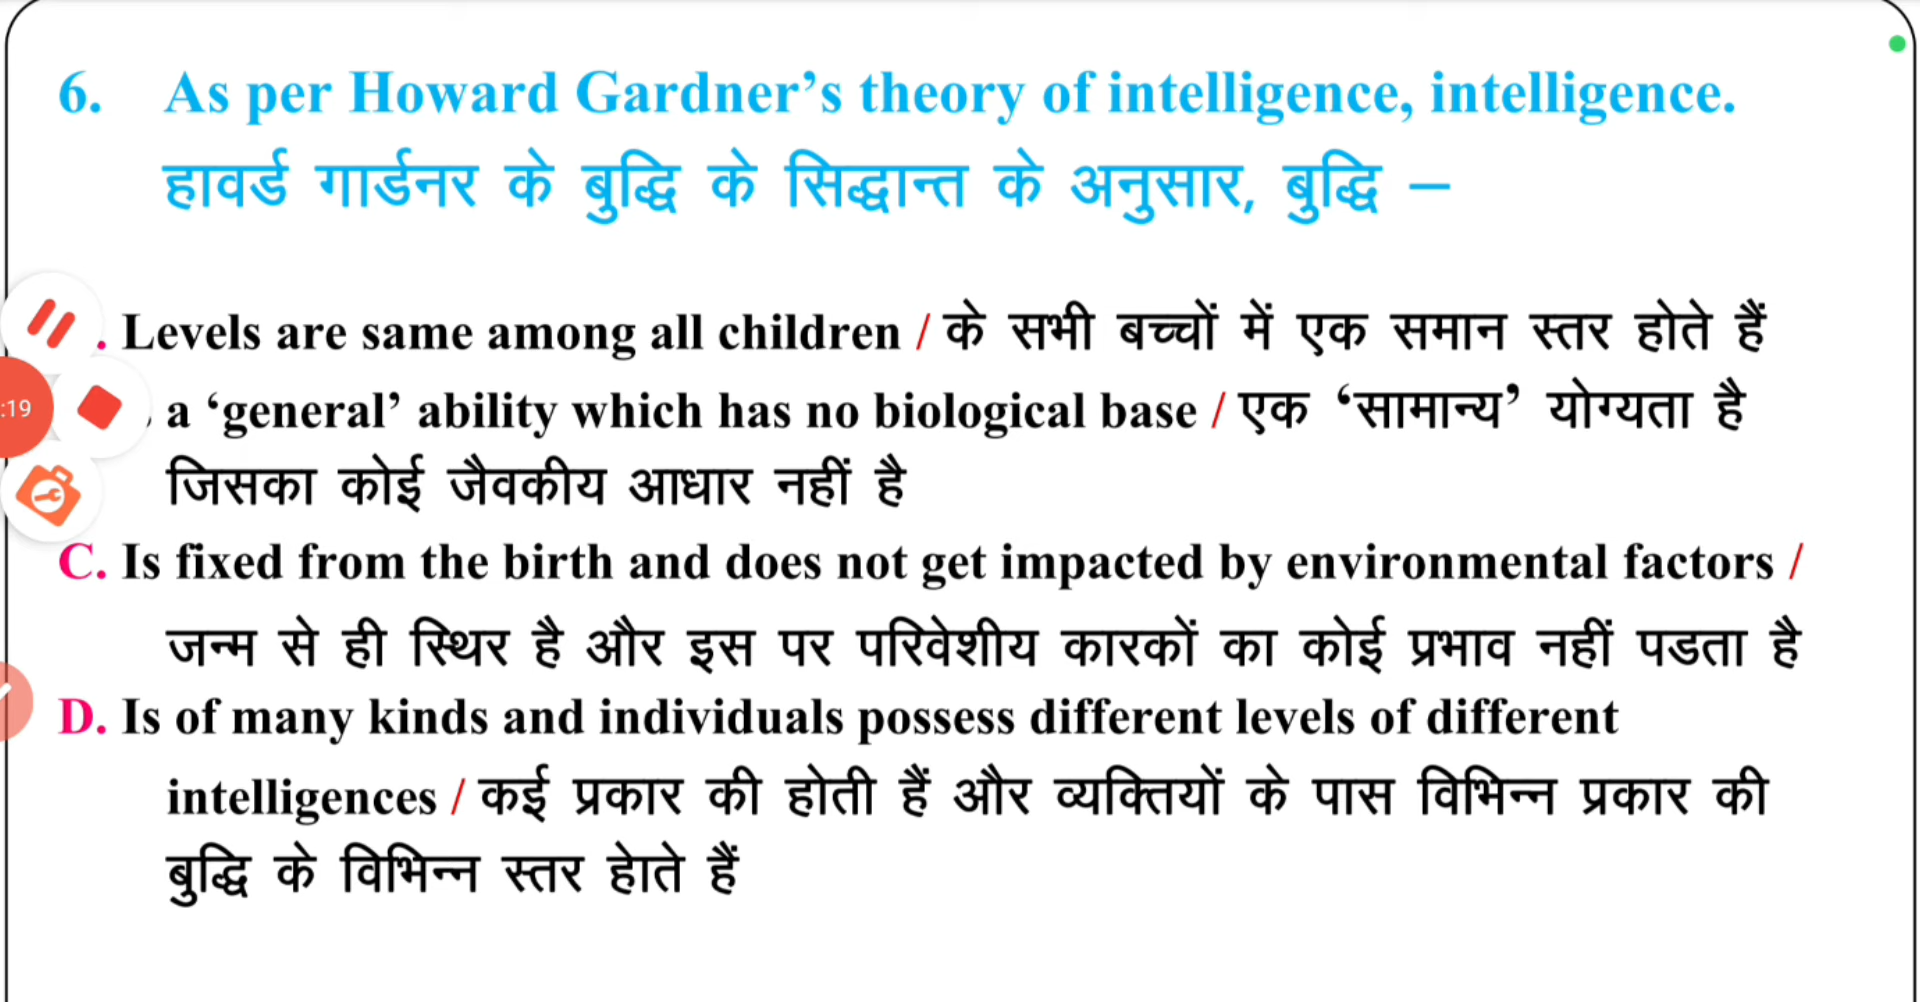 6. As per Howard Gardner’s theory of intelligence, intelligence.
हावर्ड गार्डनर के बुद्धि के सिद्धान्त के अनुसार, बुद्धि –
. Levels are same among all children / के सभी बच्चों में एक समान स्तर होते हैं
:19
a ‘general’ ability which has no biological base / एक ‘सामान्य’ योग्यता है
जिसका कोई जैवकीय आधार नहीं है
C. Is fixed from the birth and does not get impacted by environmental factors /
जन्म से ही स्थिर है और इस पर परिवेशीय कारकों का कोई प्रभाव नहीं पडता है
D. Is of many kinds and individuals possess different levels of different
intelligences / कई प्रकार की होती हैं और व्यक्तियों के पास विभिन्न प्रकार की
बुद्धि के विभिन्न स्तर हेाते हैं